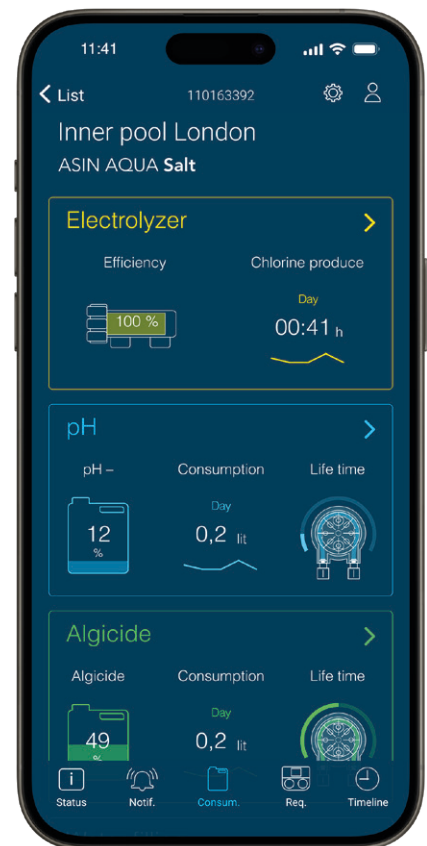 11:41
List 110163392
Inner pool London
ASIN AQUA Salt
Electrolyzer
Efficiency Chlorine produce
Day
100 % 00:41 h
pH
pH – Consumption Life time
Day
12 0,2 lit
%
Algicide
Algicide Consumption Life time
Day
49 0,2 lit
%
i
Status Notif. Consum. Req. Timeline